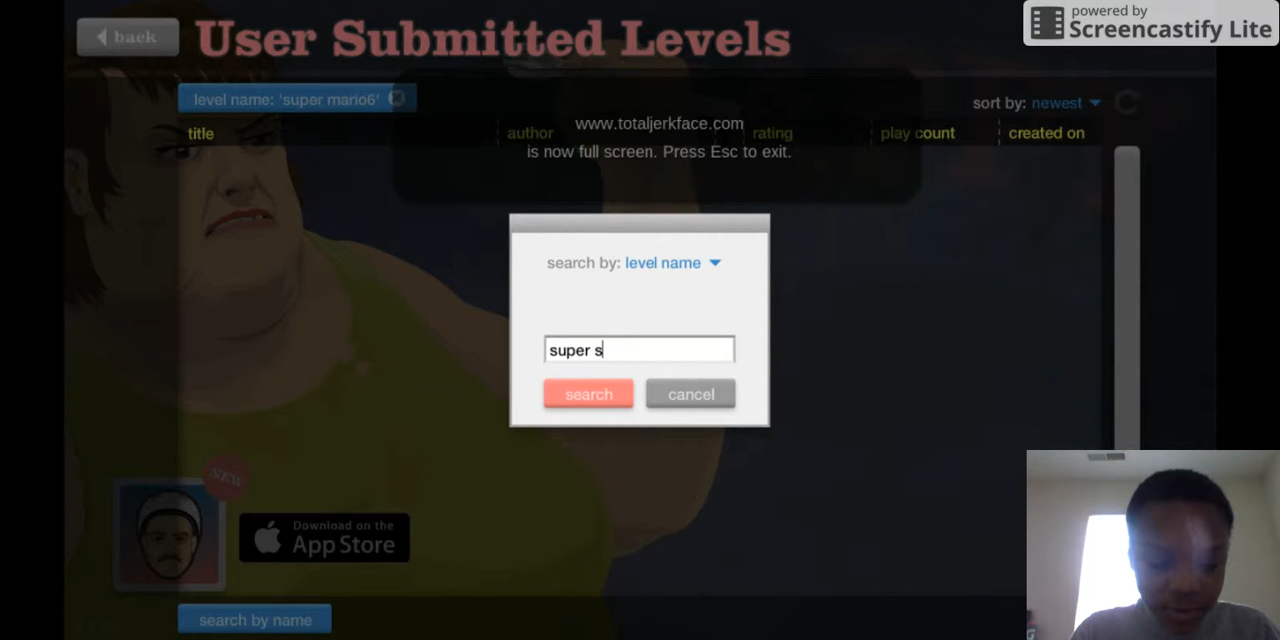 powered by
Screencastify Lite
back
User Submitted Levels
level name: 'super mario6'
sort by: newest
title author rating play count created on
www.totaljerkface.com
is now full screen. Press Esc to exit.
search by: level name
super s
search cancel
NEW
Download on the
App Store
search by name